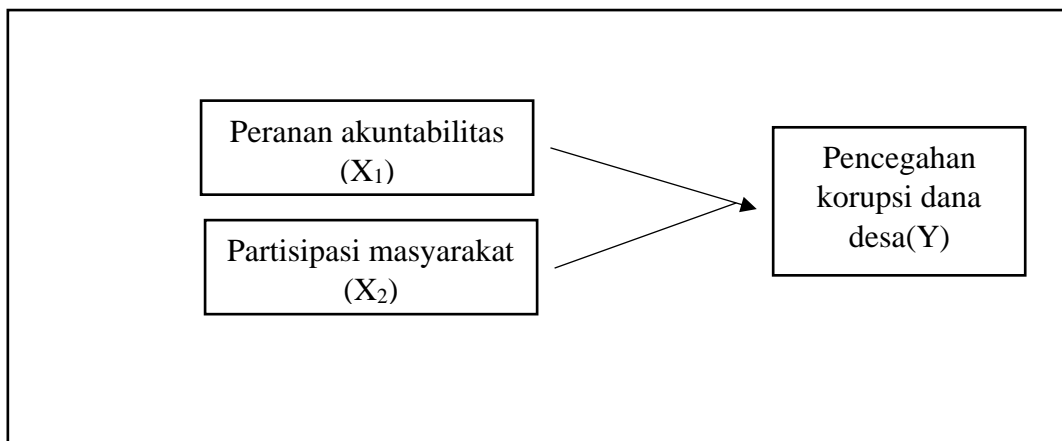 Peranan akuntabilitas
(X₁)
Partisipasi masyarakat
(X₂)
Pencegahan
korupsi dana
desa(Y)